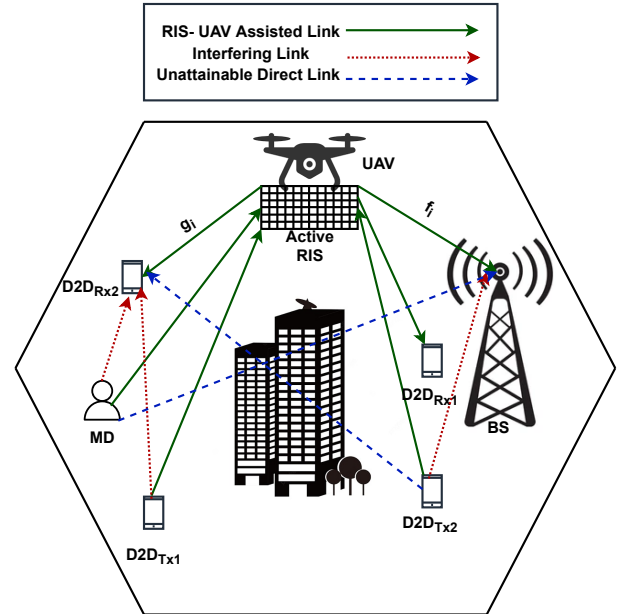 RIS- UAV Assisted Link
Interfering Link
Unattainable Direct Link
UAV
gi
fi
Active
RIS
D2DRx2
D2DRx1
MD
BS
D2DTx1
D2DTx2